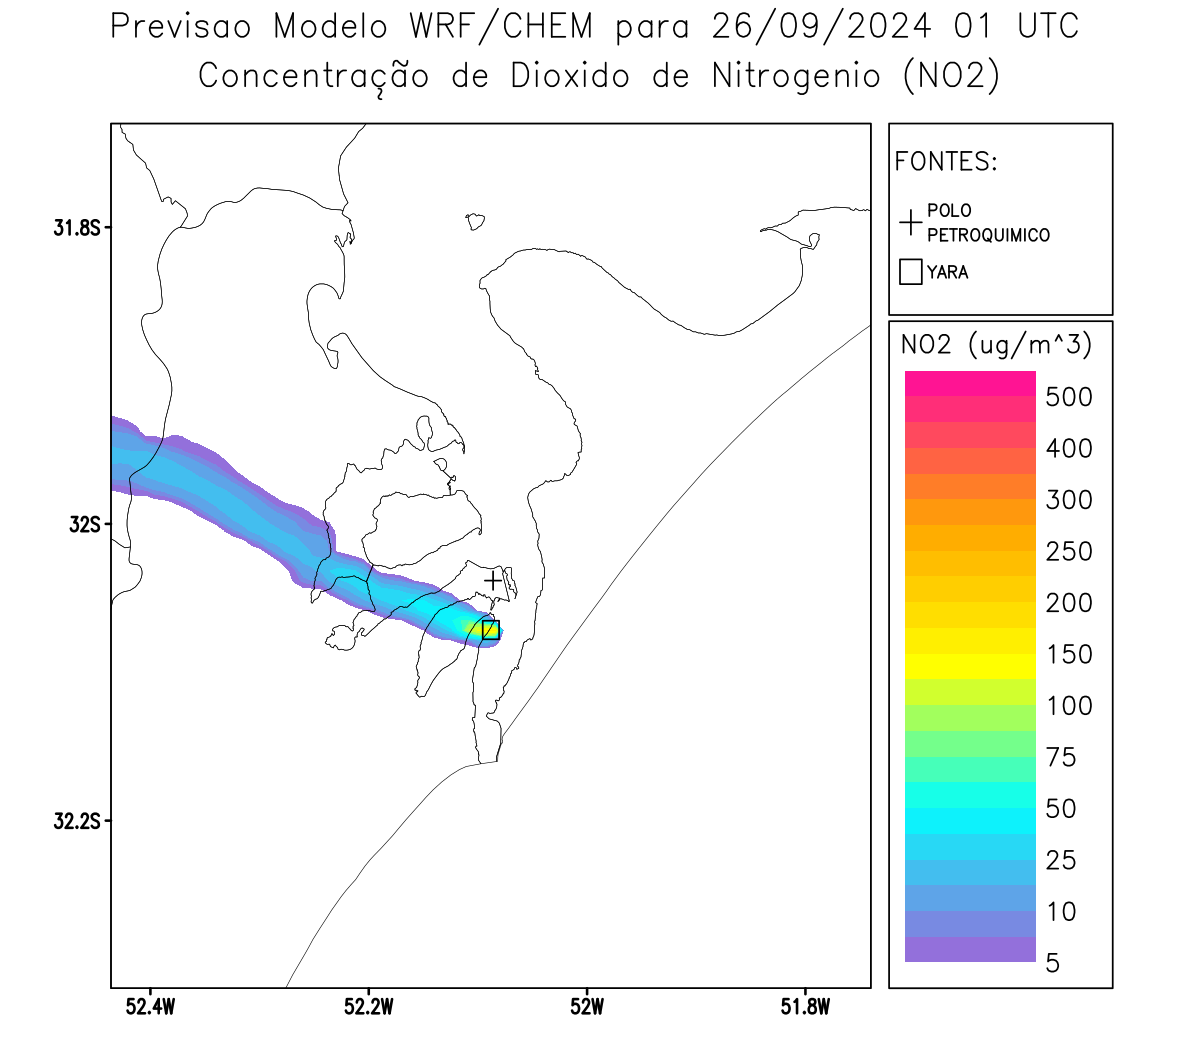 Previsao Modelo WRF/CHEM para 26/09/2024 01 UTC
Concentração de Dioxido de Nitrogenio (NO2)
FONTES:
POLO
PETROQUIMICO
YARA
NO2 (ug/m^3)
500
400
300
250
200
150
100
75
50
25
10
5
31.8S
32S
32.2S
52.4W
52.2W
52W
51.8W